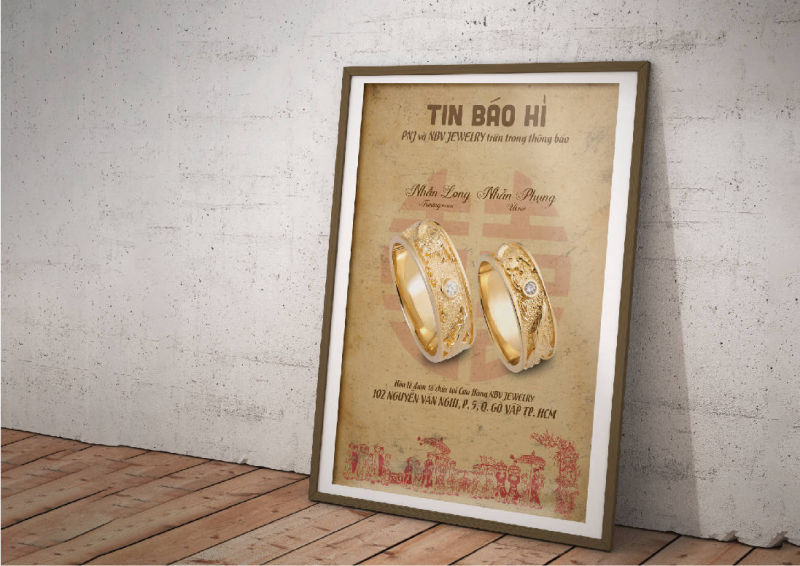 TIN BÁO HỈ
PNJ và NBV JEWELRY trân trọng thông báo
Nhẫn Long Nhẫn Phụng
Hôn lễ được tổ chức tại Cửa Hàng NBV JEWELRY
102 NGUYỄN VĂN NGHI, P. 5, Q. GÒ VẤP TP. HCM